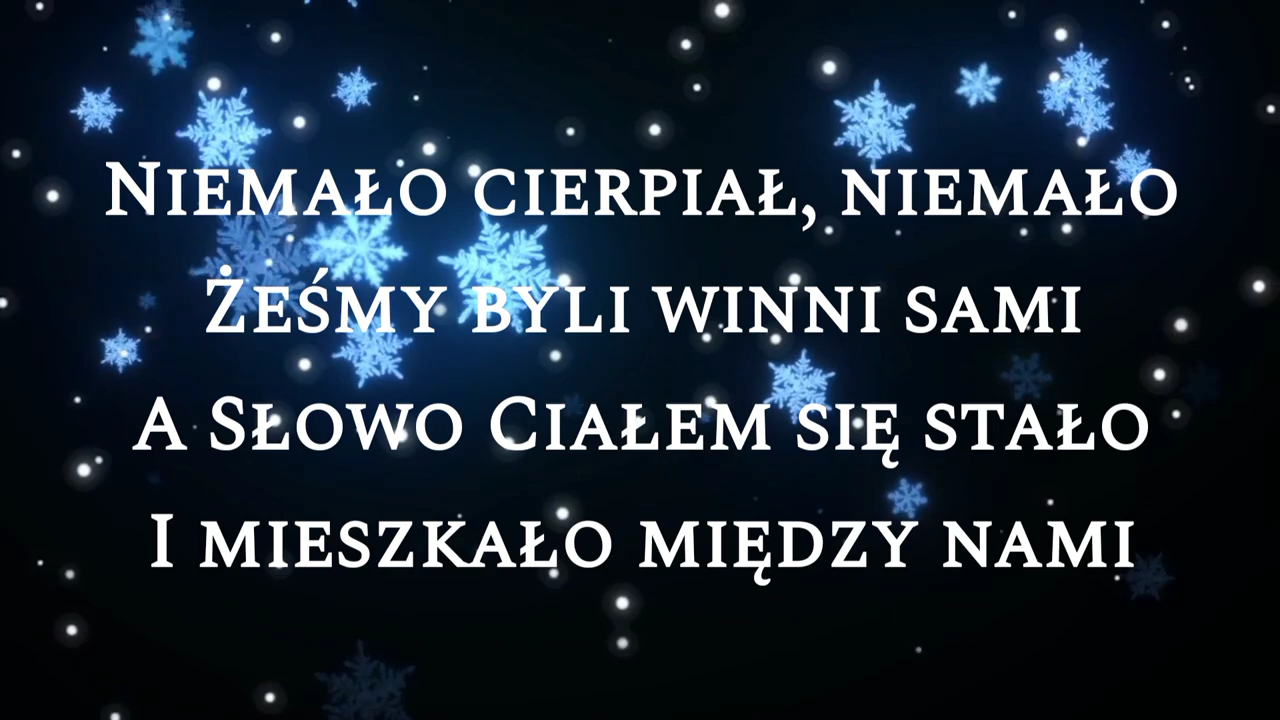 Niemało cierpiał, niemało
Żeśmy byli winni sami
A Słowo Ciałem się stało
I mieszkało między nami